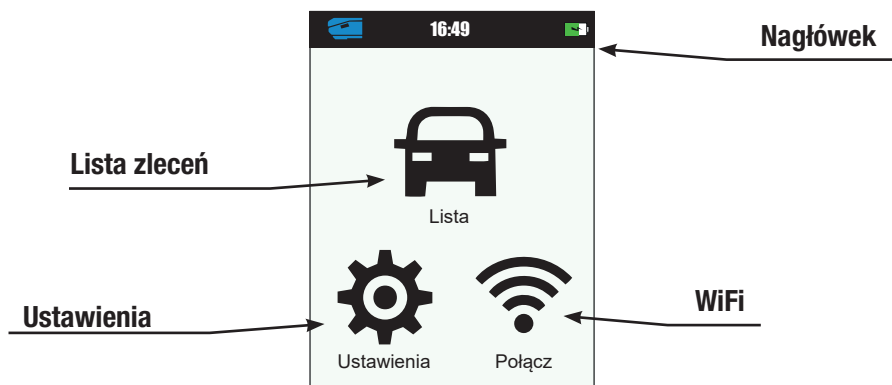 16:49
Nagłówek
Lista zleceń
Lista
Ustawienia
WiFi
Ustawienia
Połącz